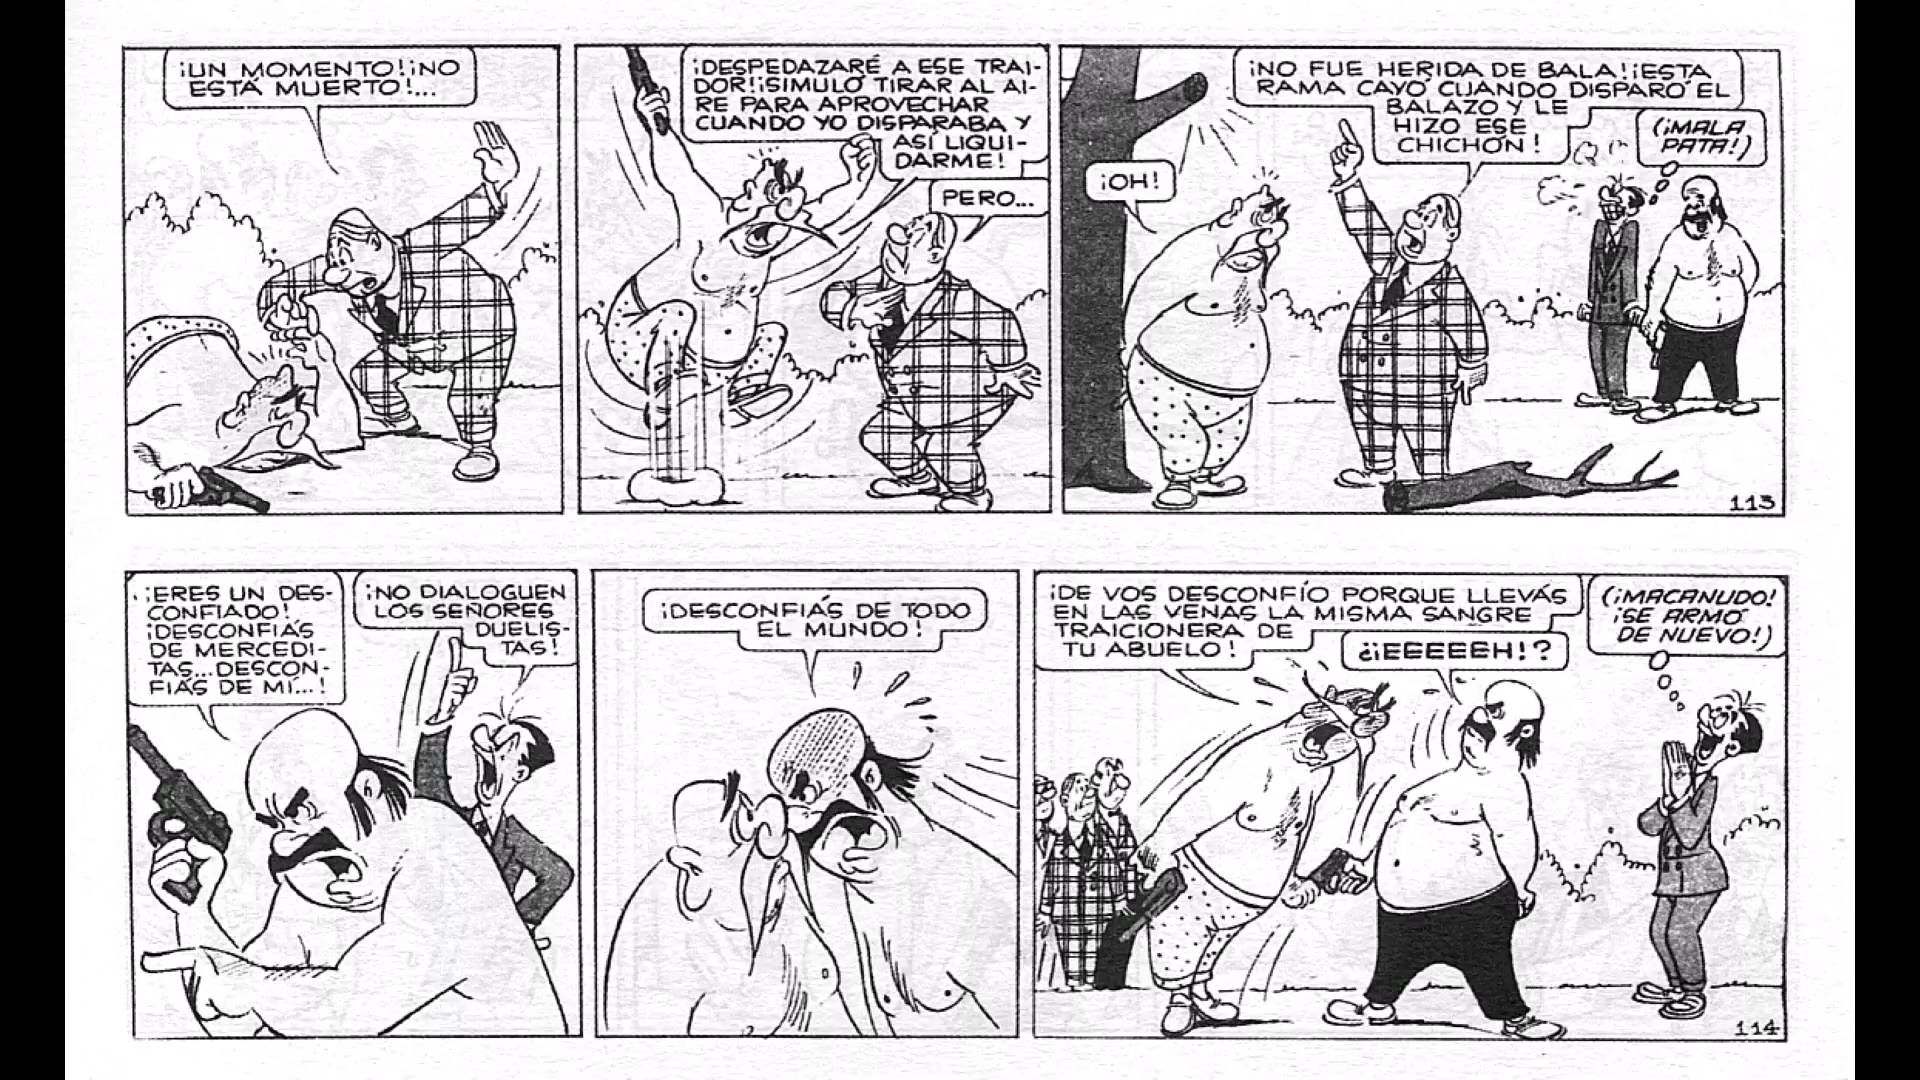 ¡UN MOMENTO! ¡NO
ESTÁ MUERTO!...
¡DESPEDAZARÉ A ESE TRAI-
DOR! ¡SIMULÓ TIRAR AL AI-
RE PARA APROVECHAR
CUANDO YO DISPARABA Y
ASÍ LIQUI-
DARME!
PERO...
¡OH!
¡NO FUE HERIDA DE BALA! ¡ESTA
RAMA CAYÓ CUANDO DISPARÓ EL
BALAZO Y LE
HIZO ESE
CHICHÓN!
(¡MALA
PATA!)
113
¡ERES UN DES-
CONFIADO!
¡DESCONFIÁS
DE MERCEDI-
TAS... DESCON-
FIÁS DE MÍ...!
¡NO DIALOGUEN
LOS SEÑORES
DUELIS-
TAS!
¡DESCONFIÁS DE TODO
EL MUNDO!
¡DE VOS DESCONFÍO PORQUE LLEVÁS
EN LAS VENAS LA MISMA SANGRE
TRAICIONERA DE
TU ABUELO!
¿¡EEEEEH!?
(¡MACANUDO!
¡SE ARMÓ
DE NUEVO!)
114